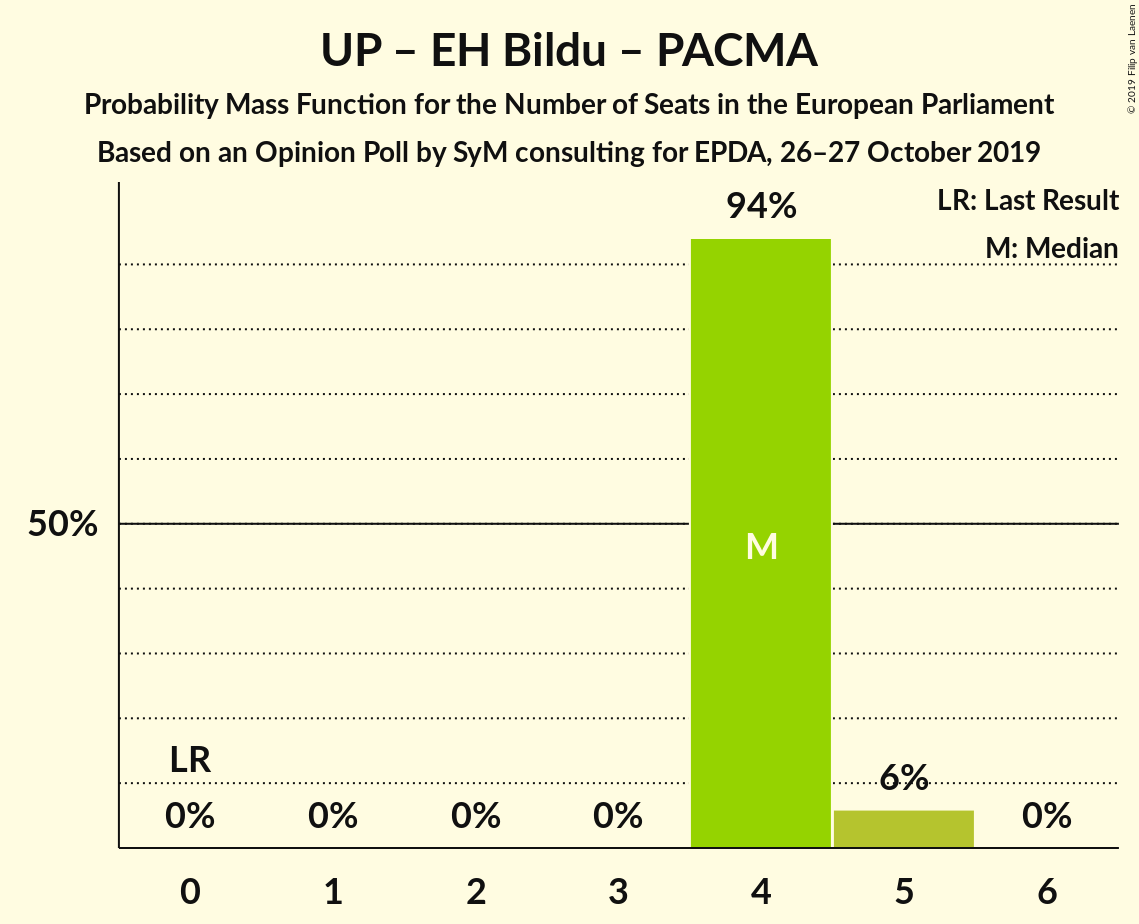 UP – EH Bildu – PACMA
Probability Mass Function for the Number of Seats in the European Parliament
Based on an Opinion Poll by SyM consulting for EPDA, 26–27 October 2019
© 2019 Filip van Laenen
LR: Last Result
M: Median
94%
50%
M
LR
6%
0% 0% 0% 0% 0%
0 1 2 3 4 5 6